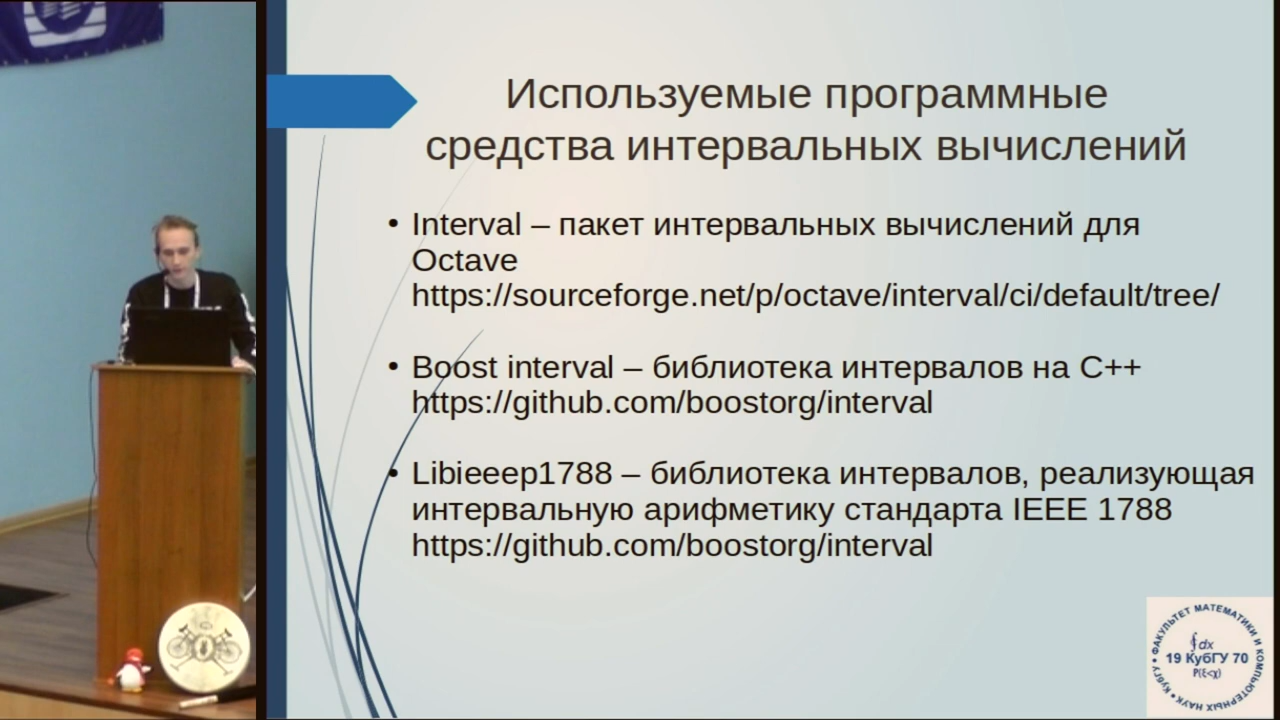 Используемые программные
средства интервальных вычислений
• Interval – пакет интервальных вычислений для
Octave
https://sourceforge.net/p/octave/interval/ci/default/tree/
• Boost interval – библиотека интервалов на C++
https://github.com/boostorg/interval
• Libieeep1788 – библиотека интервалов, реализующая
интервальную арифметику стандарта IEEE 1788
https://github.com/boostorg/interval
ФАКУЛЬТЕТ МАТЕМАТИКИ И КОМПЬЮТЕРНЫХ НАУК • КубГУ •
∮dx
19 КубГУ 70
P(ξ<χ)